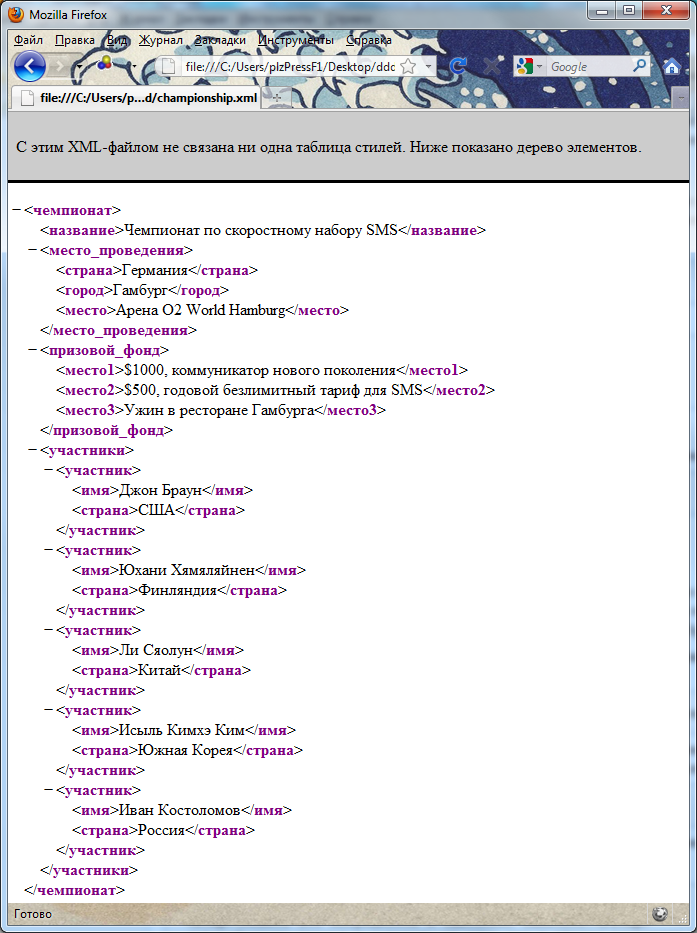 Mozilla Firefox
Файл Правка Вид Журнал Закладки Инструменты Справка
file:///C:/Users/plzPressF1/Desktop/ddc Google
file:///C:/Users/p...d/championship.xml
С этим XML-файлом не связана ни одна таблица стилей. Ниже показано дерево элементов.
−<чемпионат>
<название>Чемпионат по скоростному набору SMS</название>
−<место_проведения>
<страна>Германия</страна>
<город>Гамбург</город>
<место>Арена O2 World Hamburg</место>
</место_проведения>
−<призовой_фонд>
<место1>$1000, коммуникатор нового поколения</место1>
<место2>$500, годовой безлимитный тариф для SMS</место2>
<место3>Ужин в ресторане Гамбурга</место3>
</призовой_фонд>
−<участники>
−<участник>
<имя>Джон Браун</имя>
<страна>США</страна>
</участник>
−<участник>
<имя>Юхани Хямяляйнен</имя>
<страна>Финляндия</страна>
</участник>
−<участник>
<имя>Ли Сяолун</имя>
<страна>Китай</страна>
</участник>
−<участник>
<имя>Исыль Кимхэ Ким</имя>
<страна>Южная Корея</страна>
</участник>
−<участник>
<имя>Иван Костоломов</имя>
<страна>Россия</страна>
</участник>
</участники>
</чемпионат>
Готово